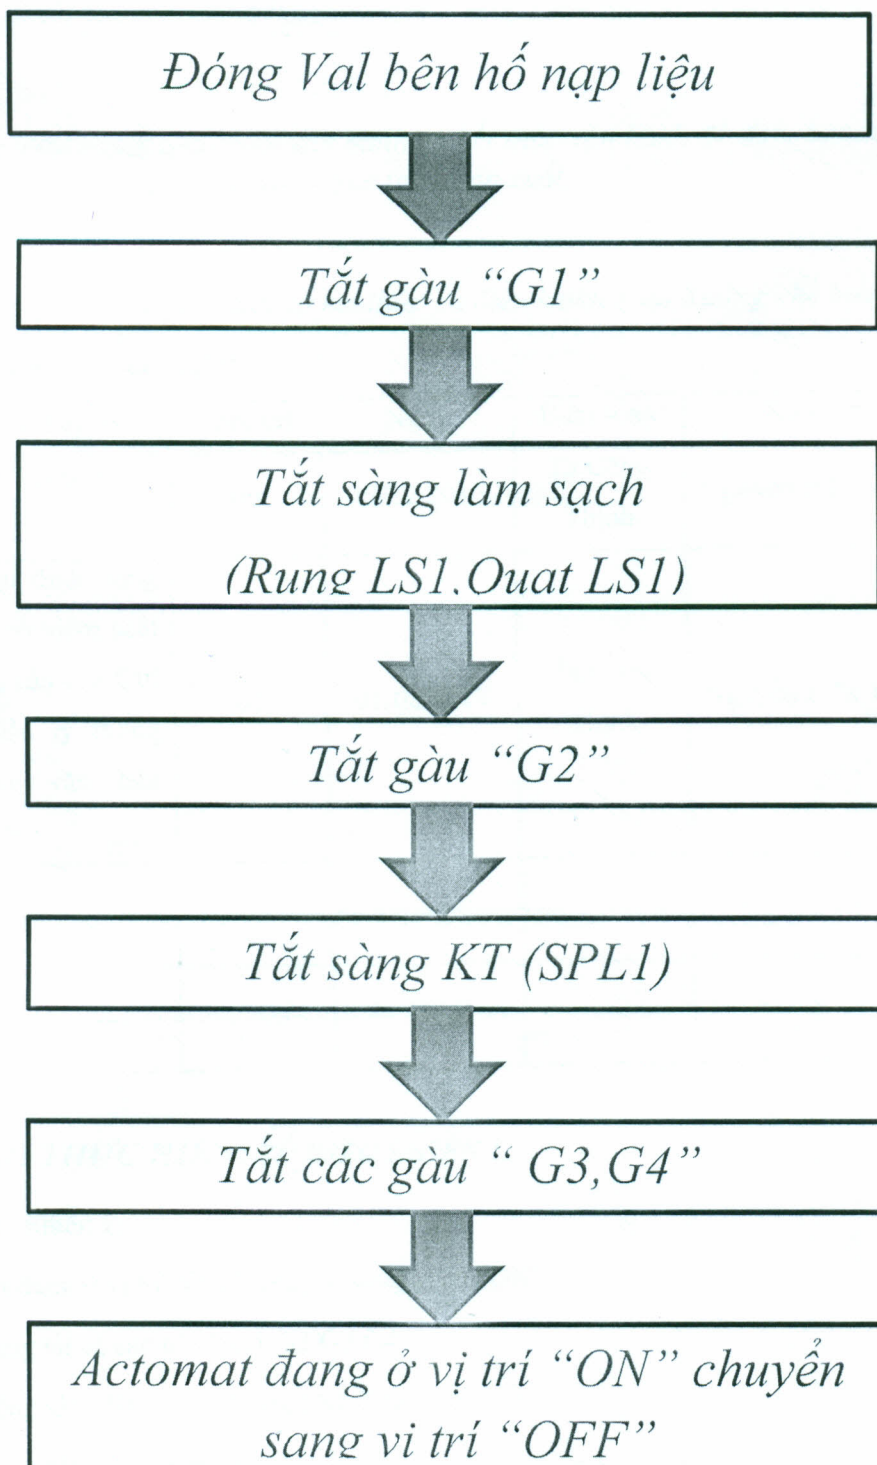 Đóng Val bên hố nạp liệu
Tắt gàu “G1”
Tắt sàng làm sạch
(Rung LS1,Quat LS1)
Tắt gàu “G2”
Tắt sàng KT (SPL1)
Tắt các gàu “ G3,G4”
Actomat đang ở vị trí “ON” chuyển
sang vị trí “OFF”